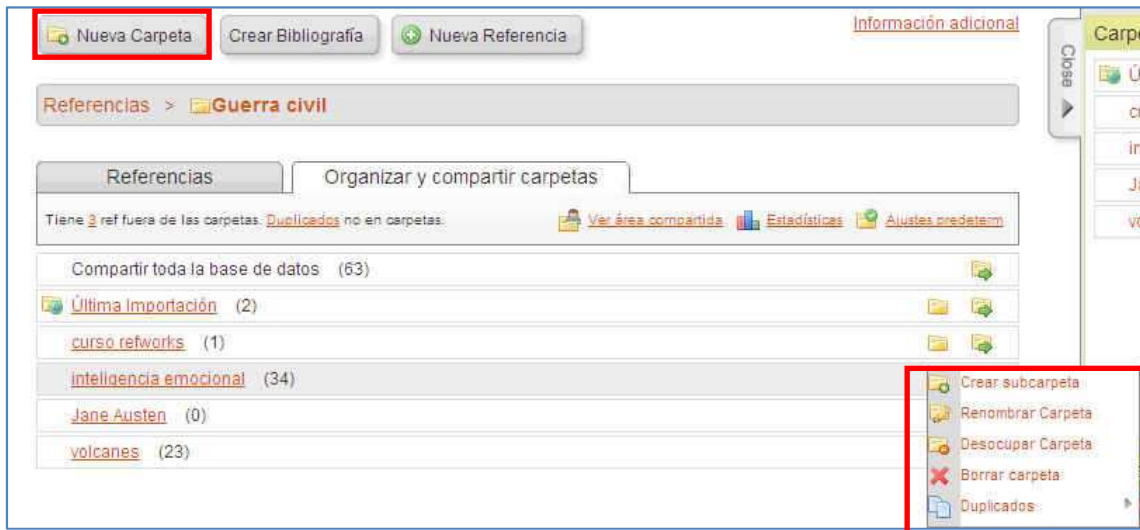 Nueva Carpeta Crear Bibliografía Nueva Referencia Información adicional
Referencias > Guerra civil
Referencias Organizar y compartir carpetas
Tiene 3 ref fuera de las carpetas. Duplicados no en carpetas. Ver área compartida Estadísticas Ajustes predeterm
Compartir toda la base de datos (63)
Última Importación (2)
curso refworks (1)
inteligencia emocional (34)
Jane Austen (0)
volcanes (23)
Crear subcarpeta
Renombrar Carpeta
Desocupar Carpeta
Borrar carpeta
Duplicados
Close
Carpe